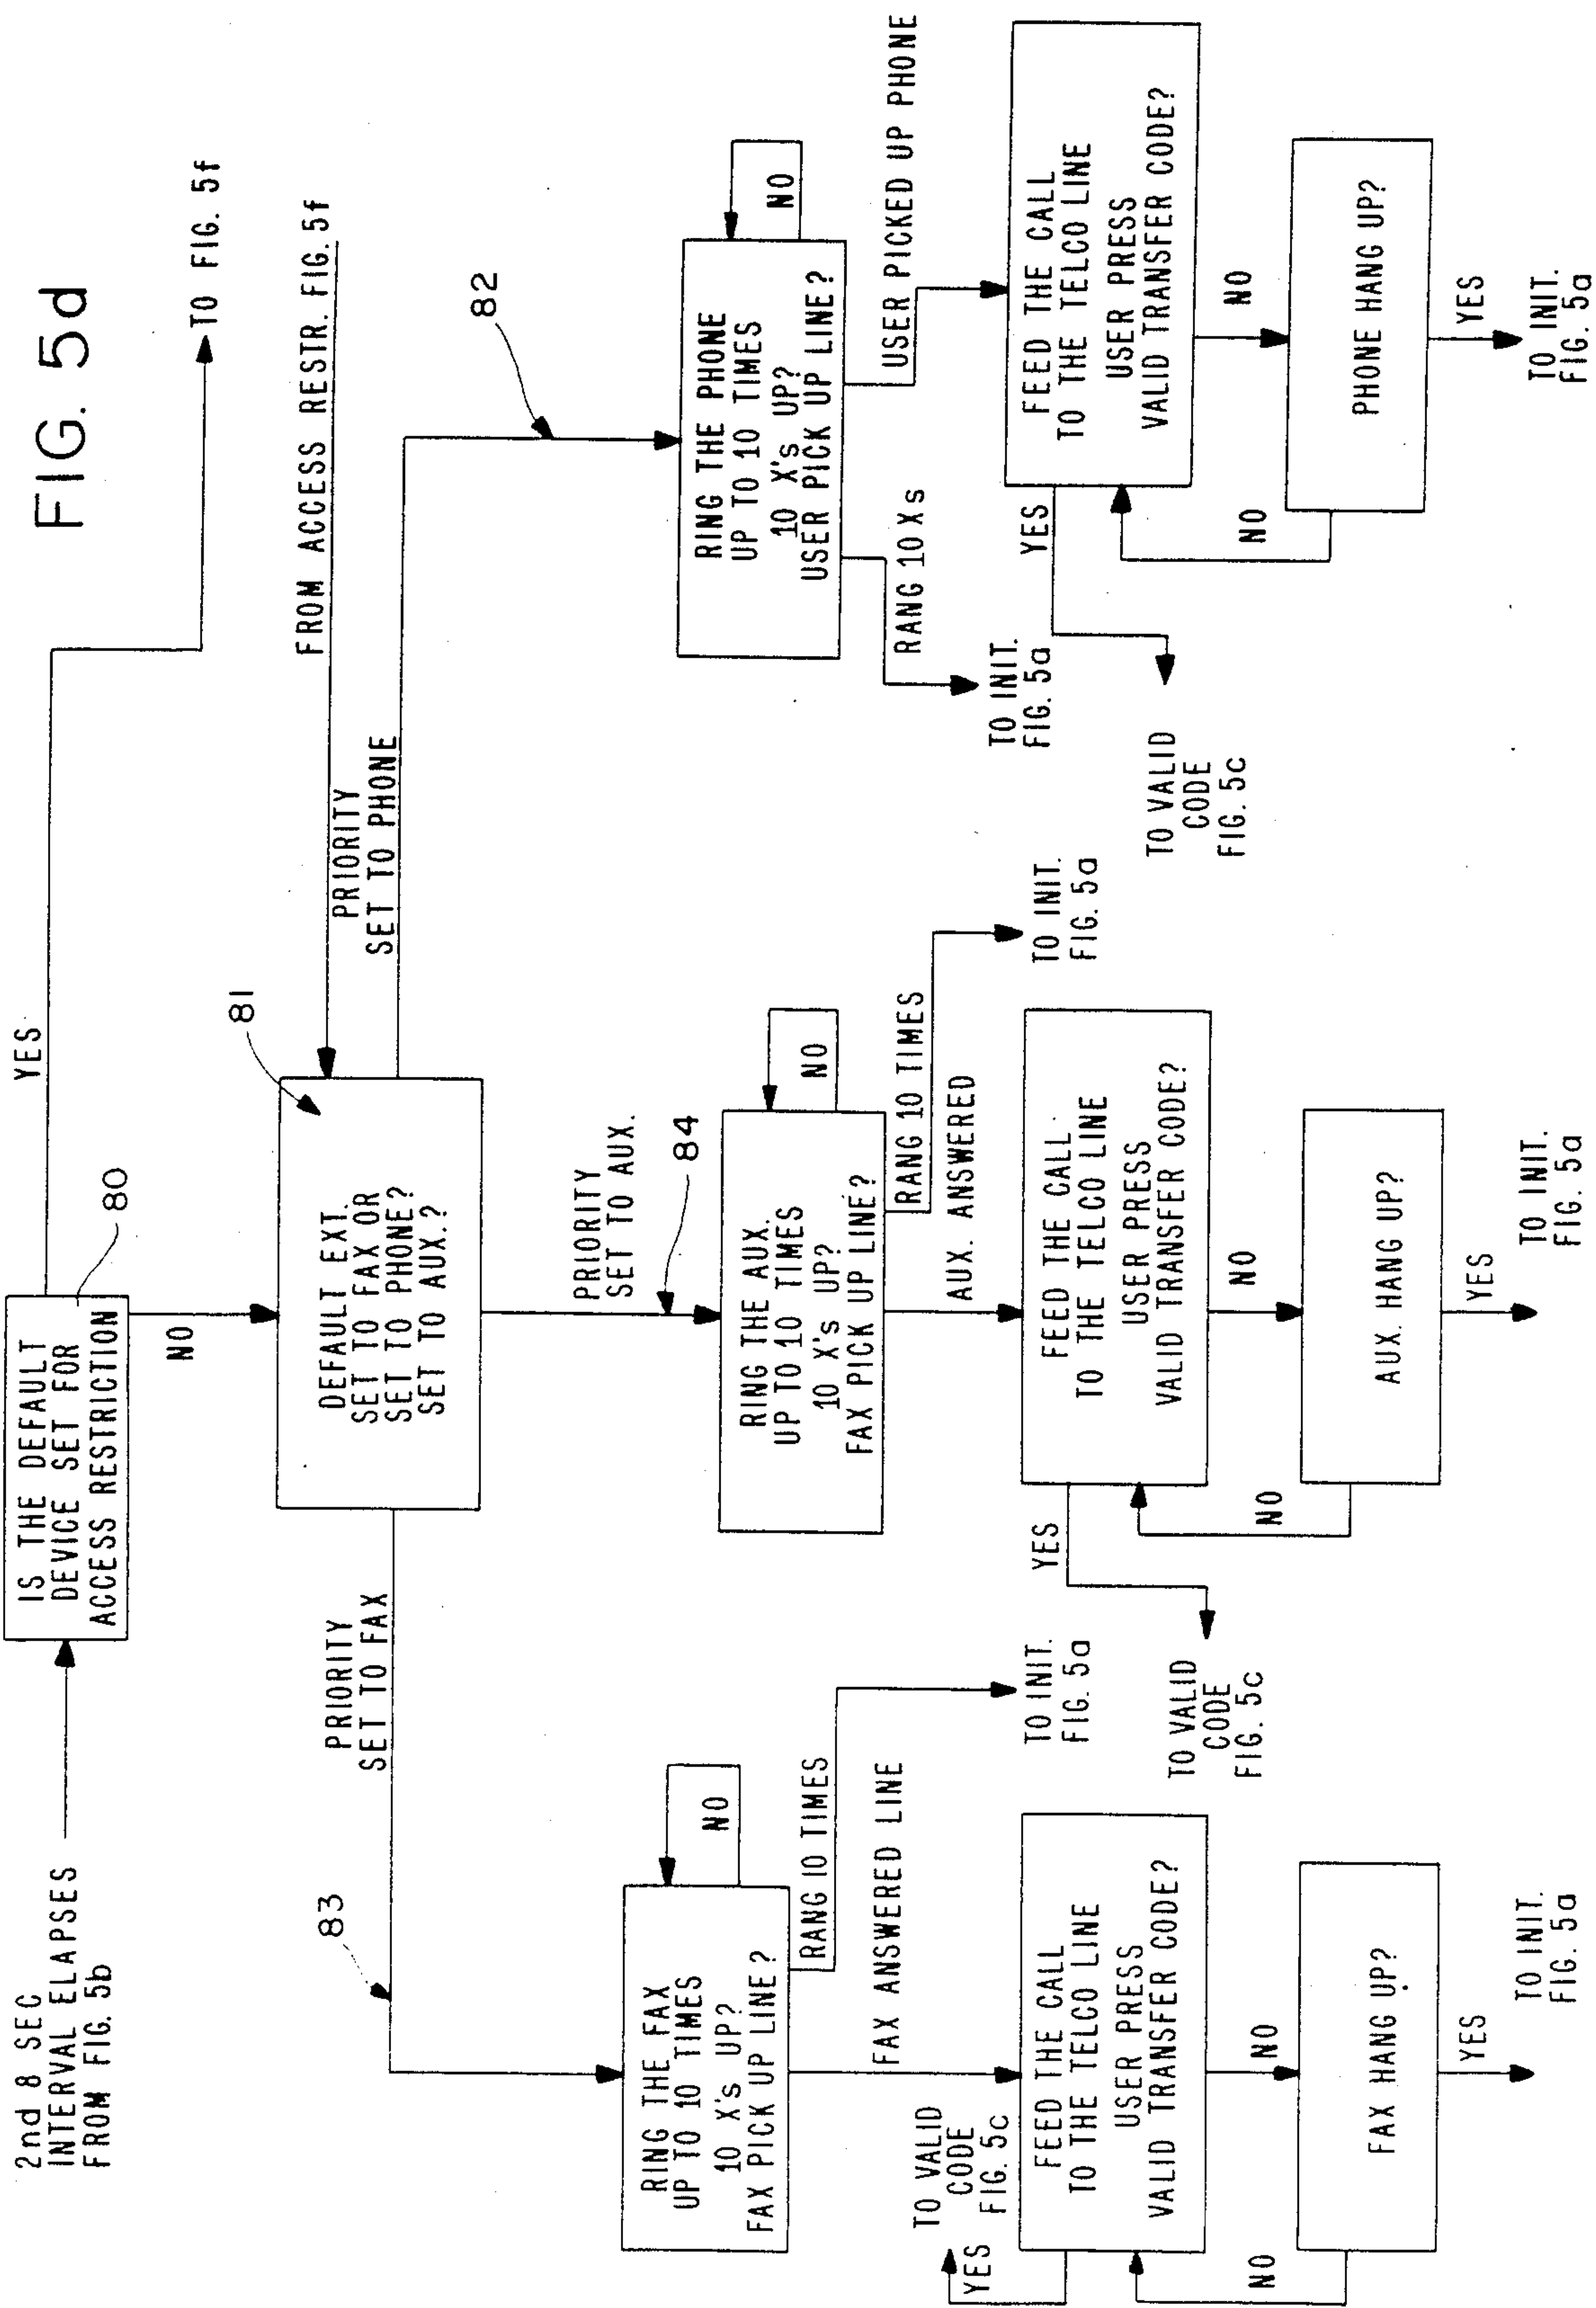 FIG. 5d
2nd 8 SEC
INTERVAL ELAPSES
FROM FIG. 5b
IS THE DEFAULT
DEVICE SET FOR
ACCESS RESTRICTION
80
YES
TO FIG. 5f
NO
FROM ACCESS RESTR. FIG. 5f
81
DEFAULT EXT.
SET TO FAX OR
SET TO PHONE?
SET TO AUX.?
PRIORITY
SET TO FAX
83
PRIORITY
SET TO AUX.
84
PRIORITY
SET TO PHONE
82
RING THE FAX
UP TO 10 TIMES
10 X's UP?
FAX PICK UP LINE?
NO
RANG 10 TIMES
TO INIT.
FIG. 5a
FAX ANSWERED LINE
TO VALID
CODE
FIG. 5c
YES
FEED THE CALL
TO THE TELCO LINE
USER PRESS
VALID TRANSFER CODE?
NO
NO
FAX HANG UP?
YES
TO INIT.
FIG. 5a
RING THE AUX.
UP TO 10 TIMES
10 X's UP?
FAX PICK UP LINE?
NO
RANG 10 TIMES
TO INIT.
FIG. 5a
AUX. ANSWERED
YES
TO VALID
CODE
FIG. 5c
FEED THE CALL
TO THE TELCO LINE
USER PRESS
VALID TRANSFER CODE?
NO
NO
AUX. HANG UP?
YES
TO INIT.
FIG. 5a
RING THE PHONE
UP TO 10 TIMES
10 X's UP?
USER PICK UP LINE?
NO
RANG 10 Xs
TO INIT.
FIG. 5a
USER PICKED UP PHONE
YES
TO VALID
CODE
FIG. 5c
FEED THE CALL
TO THE TELCO LINE
USER PRESS
VALID TRANSFER CODE?
NO
NO
PHONE HANG UP?
YES
TO INIT.
FIG. 5a